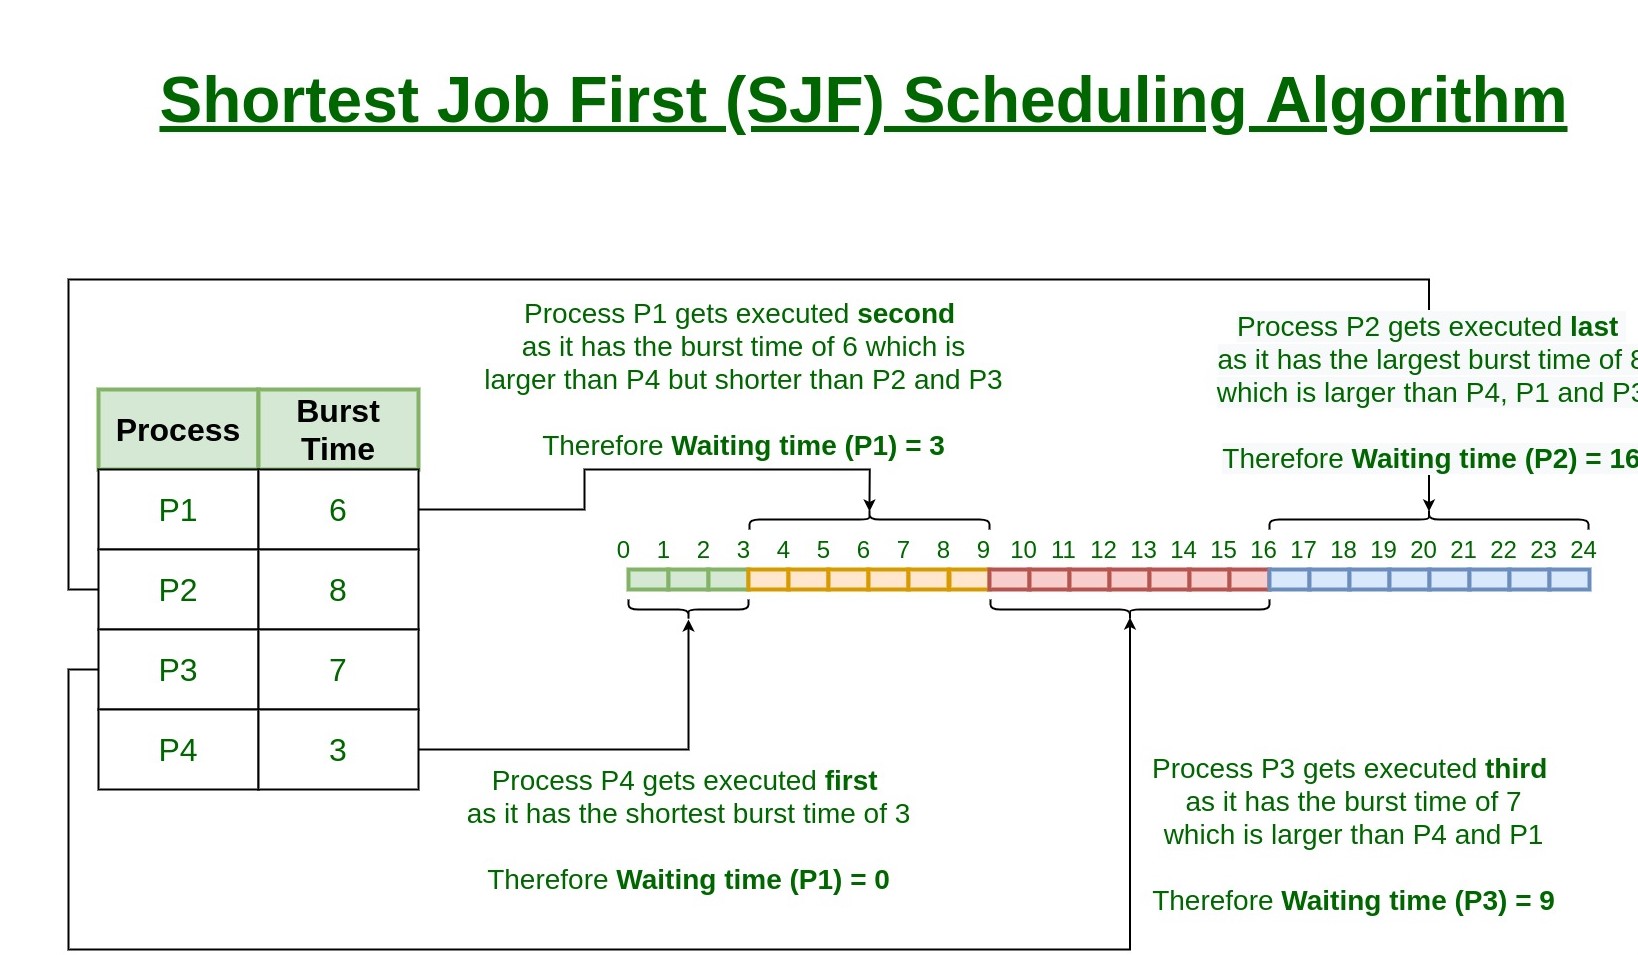 Shortest Job First (SJF) Scheduling Algorithm
Process P1 gets executed second
as it has the burst time of 6 which is
larger than P4 but shorter than P2 and P3
Therefore Waiting time (P1) = 3
Process P2 gets executed last
as it has the largest burst time of 8
which is larger than P4, P1 and P3
Therefore Waiting time (P2) = 16
Process Burst Time
P1 6
P2 8
P3 7
P4 3
0 1 2 3 4 5 6 7 8 9 10 11 12 13 14 15 16 17 18 19 20 21 22 23 24
Process P4 gets executed first
as it has the shortest burst time of 3
Therefore Waiting time (P1) = 0
Process P3 gets executed third
as it has the burst time of 7
which is larger than P4 and P1
Therefore Waiting time (P3) = 9